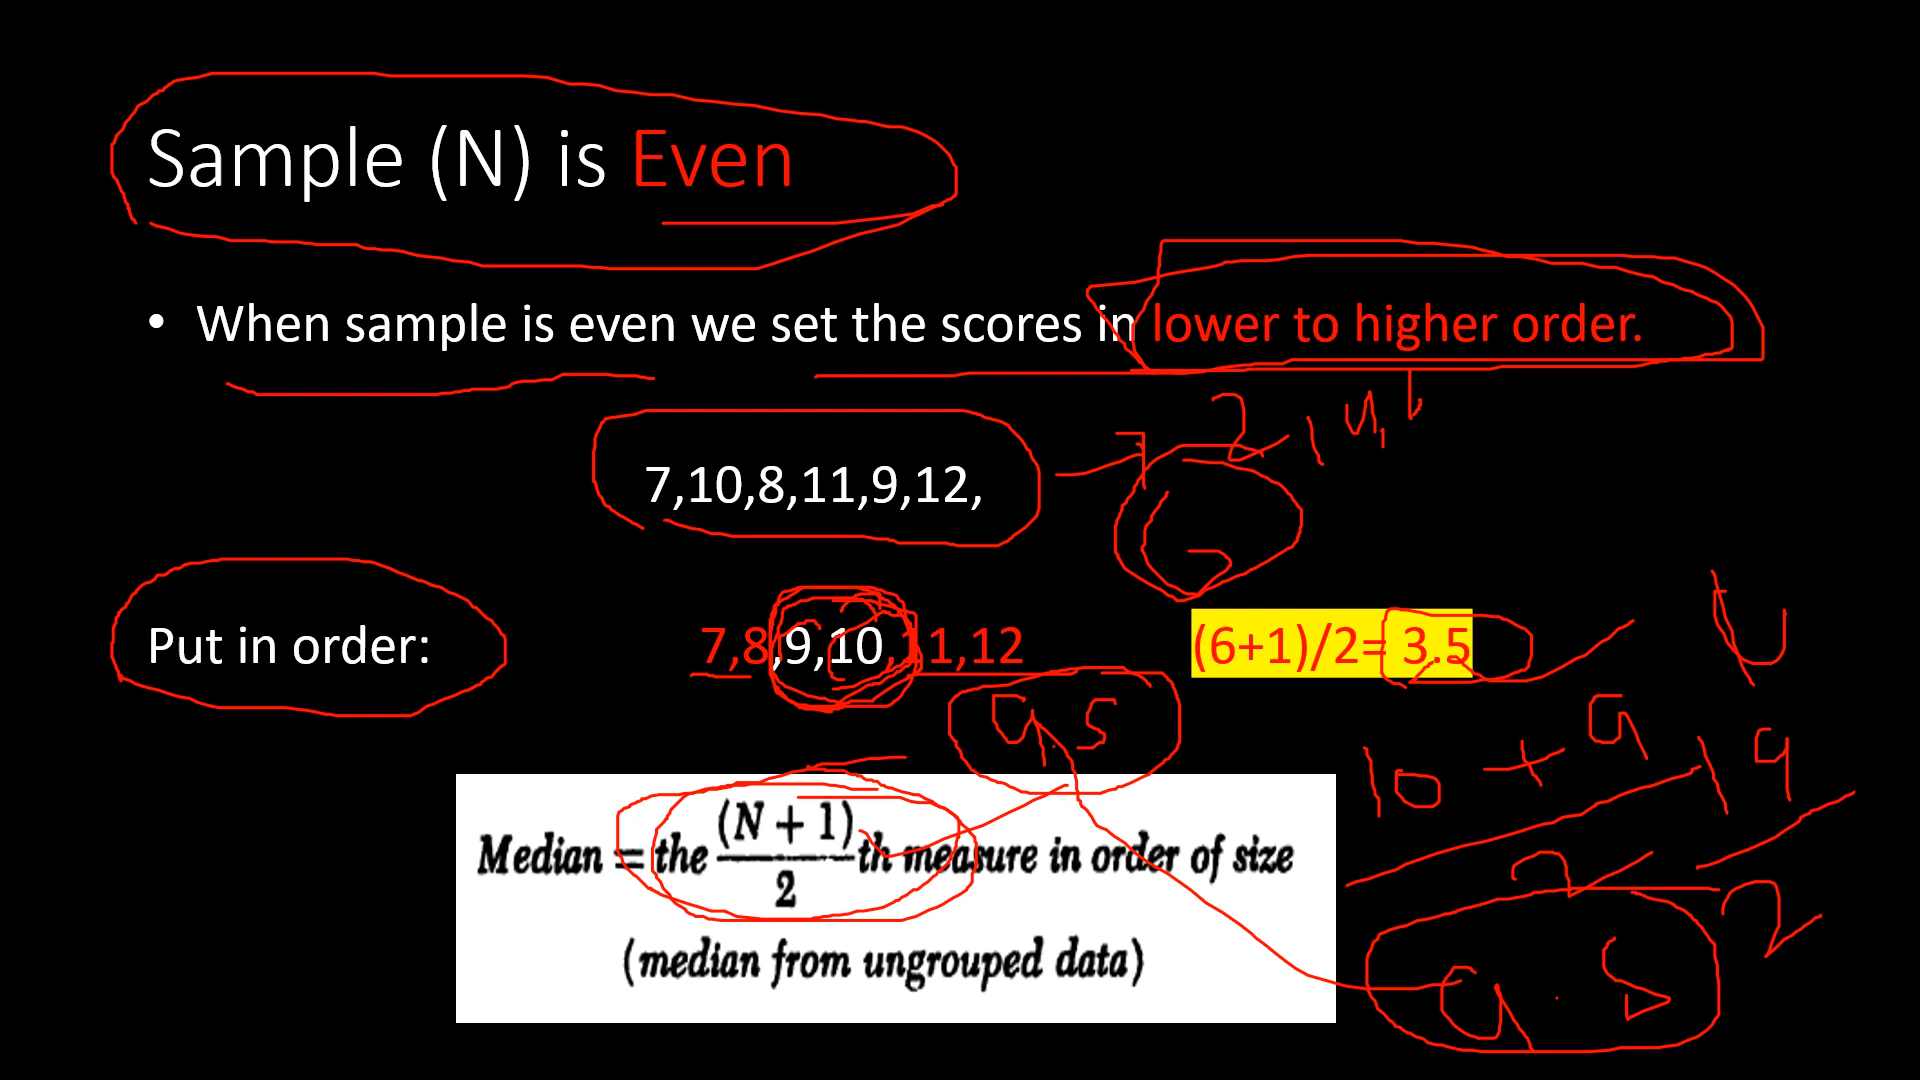 Sample (N) is Even
• When sample is even we set the scores in lower to higher order.
2, 4,
7,10,8,11,9,12,
Put in order: 7,8,9,10,11,12 (6+1)/2= 3.5
9.5
10 + 9 19
2 2
9.5
Median = the (N + 1)/2 th measure in order of size
(median from ungrouped data)